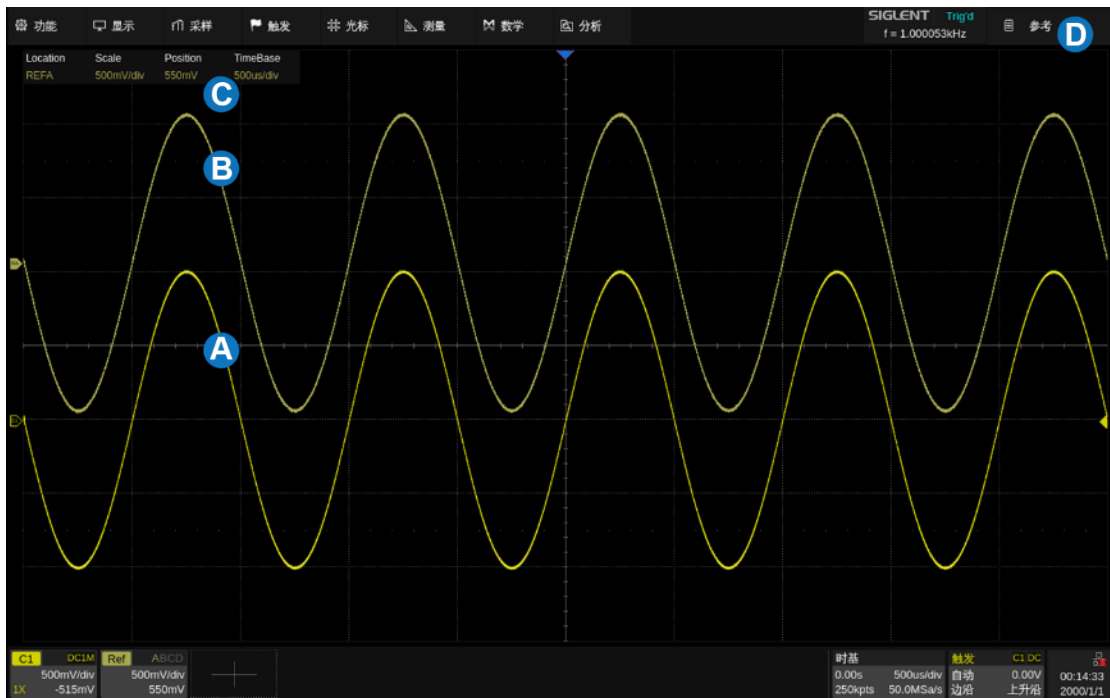 功能 显示 采样 触发 光标 测量 数学 分析 SIGLENT Trig'd 参考 D
f = 1.000053kHz
Location Scale Position TimeBase
REFA 500mV/div 550mV 500us/div
C
B
A
C1 DC1M Ref ABCD 时基 触发 C1 DC
500mV/div 500mV/div 0.00s 500us/div 自动 0.00V 00:14:33
1X -515mV 550mV 250kpts 50.0MSa/s 边沿 上升沿 2000/1/1